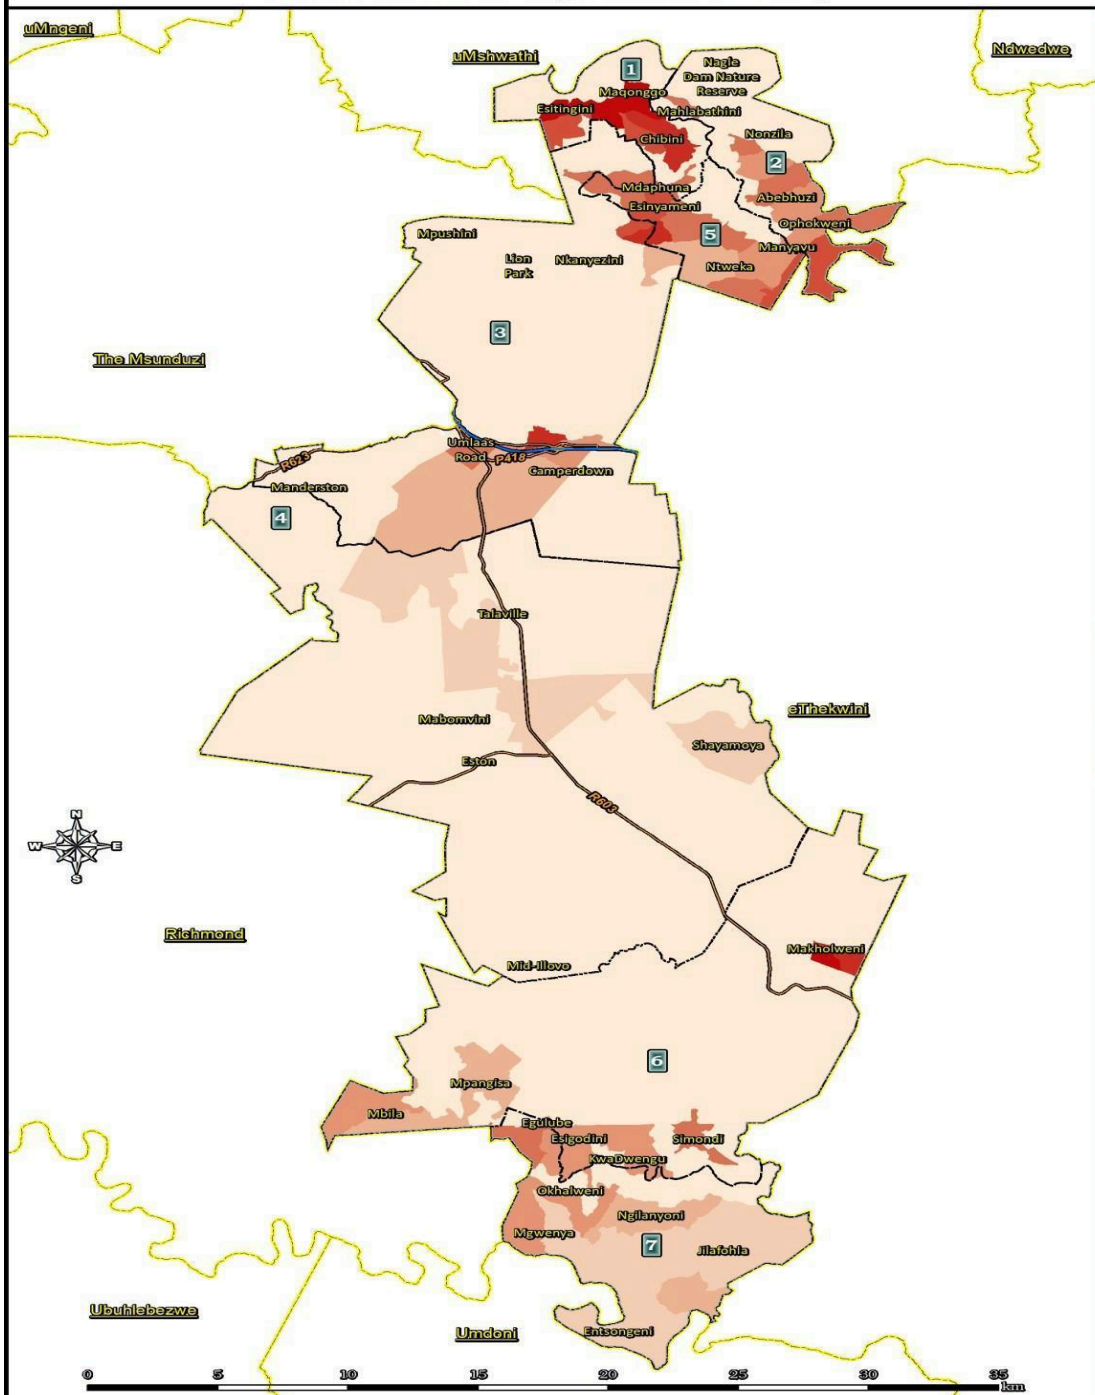 uMngeni
uMshwathi
Ndwedwe
1
Nagle
Dam Nature
Reserve
Maqonggo
Esitingini
Mahlabathini
Chibini
Nonzila
2
Mdaphuna
Abebhuzi
Esinyameni
Ophokweni
Mpushini
5
Manyavu
Lion
Park
Nkanyezini
Ntweka
3
The Msunduzi
Umlaas
Road
P418
R623
Camperdown
Manderston
4
Talaville
Mabomvini
eThekwini
Shayamoya
Eston
R603
N
W
E
S
Richmond
Makholweni
Mid-Illovo
6
Mpangisa
Mbila
Egulube
Esigodini
Simondi
KwaDwengu
Okhalweni
Ngilanyoni
Mgwenya
7
Jilafohla
Ubuhlebezwe
Umdoni
Entsongeni
0 5 10 15 20 25 30 35
km